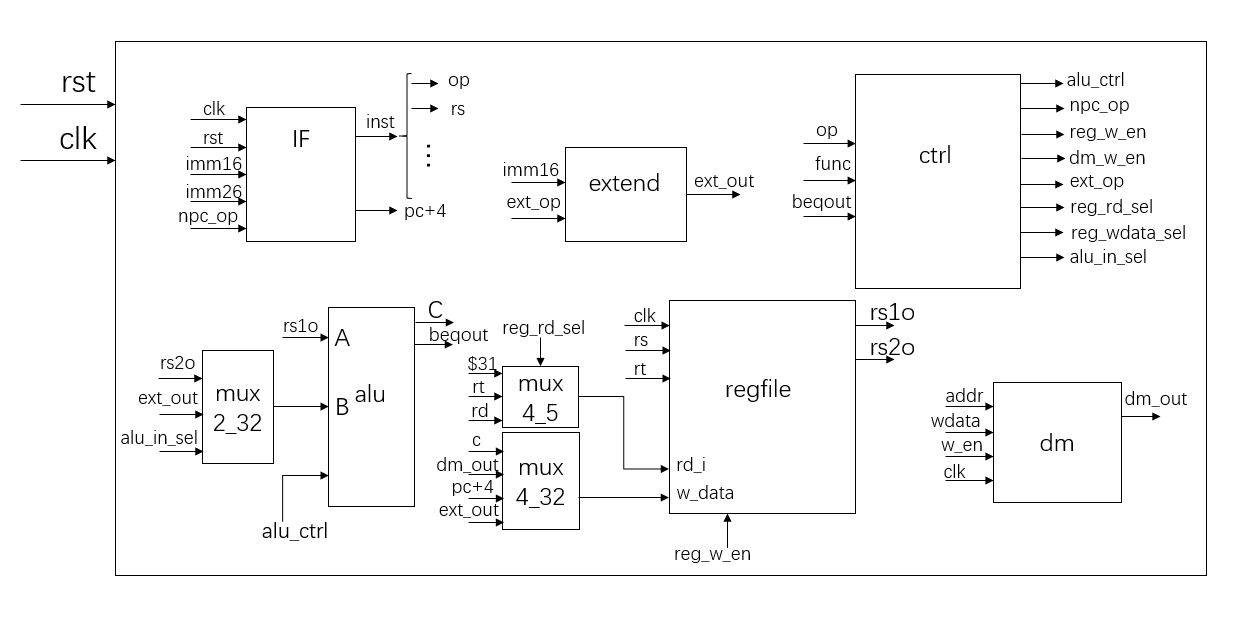 rst
clk
clk
rst
imm16
imm26
npc_op
IF
inst
op
rs
pc+4
imm16
ext_op
extend
ext_out
op
func
beqout
ctrl
alu_ctrl
npc_op
reg_w_en
dm_w_en
ext_op
reg_rd_sel
reg_wdata_sel
alu_in_sel
rs2o
ext_out
alu_in_sel
mux
2_32
rs1o
A
B
alu
alu_ctrl
C
beqout
reg_rd_sel
$31
rt
rd
mux
4_5
c
dm_out
pc+4
ext_out
mux
4_32
clk
rs
rt
regfile
rd_i
w_data
reg_w_en
rs1o
rs2o
addr
wdata
w_en
clk
dm
dm_out